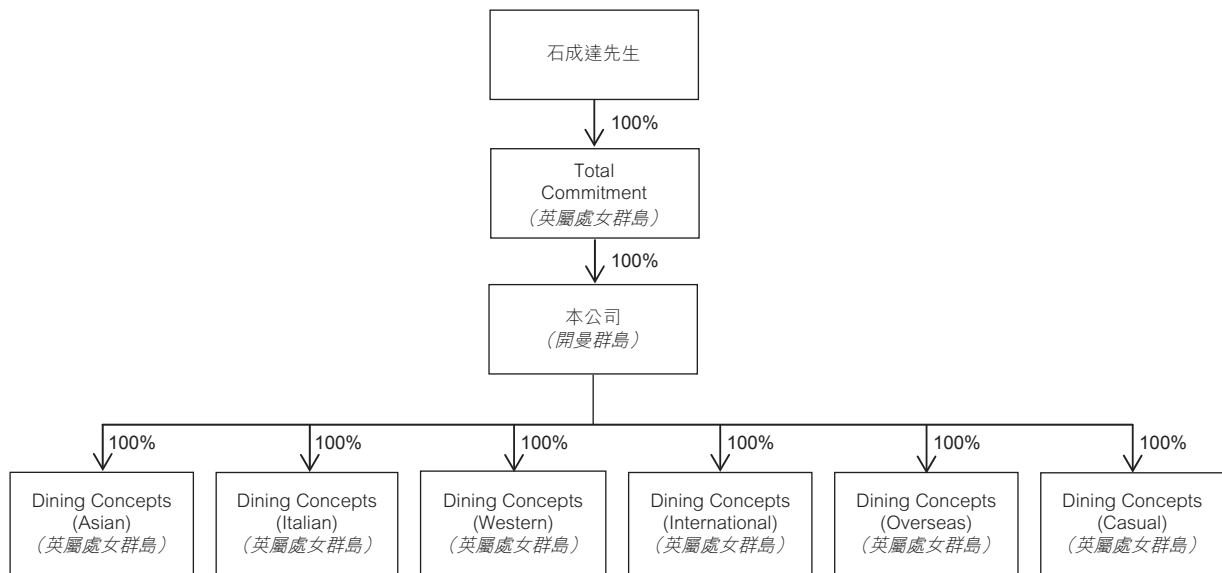 石成達先生
100%
Total
Commitment
（英屬處女群島）
100%
本公司
（開曼群島）
100%
100%
100%
100%
100%
100%
Dining Concepts
(Asian)
（英屬處女群島）
Dining Concepts
(Italian)
（英屬處女群島）
Dining Concepts
(Western)
（英屬處女群島）
Dining Concepts
(International)
（英屬處女群島）
Dining Concepts
(Overseas)
（英屬處女群島）
Dining Concepts
(Casual)
（英屬處女群島）